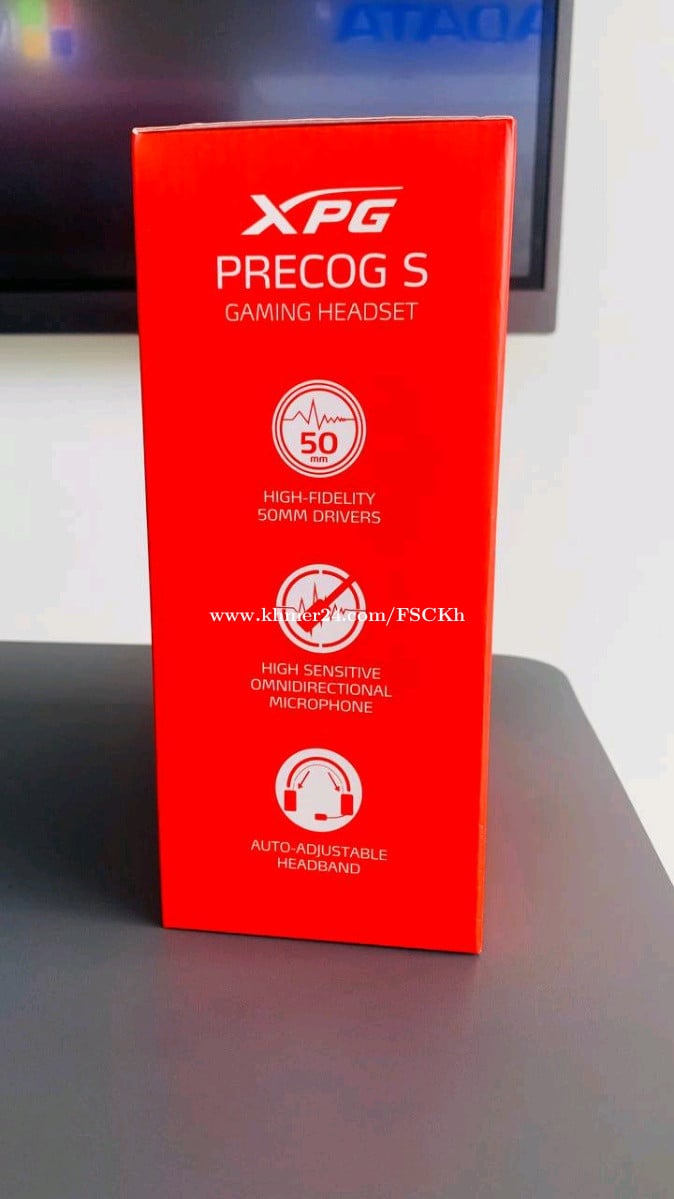 ADATA
XPG
PRECOG S
GAMING HEADSET
50
mm
HIGH-FIDELITY
50MM DRIVERS
www.khmer24.com/FSCKh
HIGH SENSITIVE
OMNIDIRECTIONAL
MICROPHONE
AUTO-ADJUSTABLE
HEADBAND